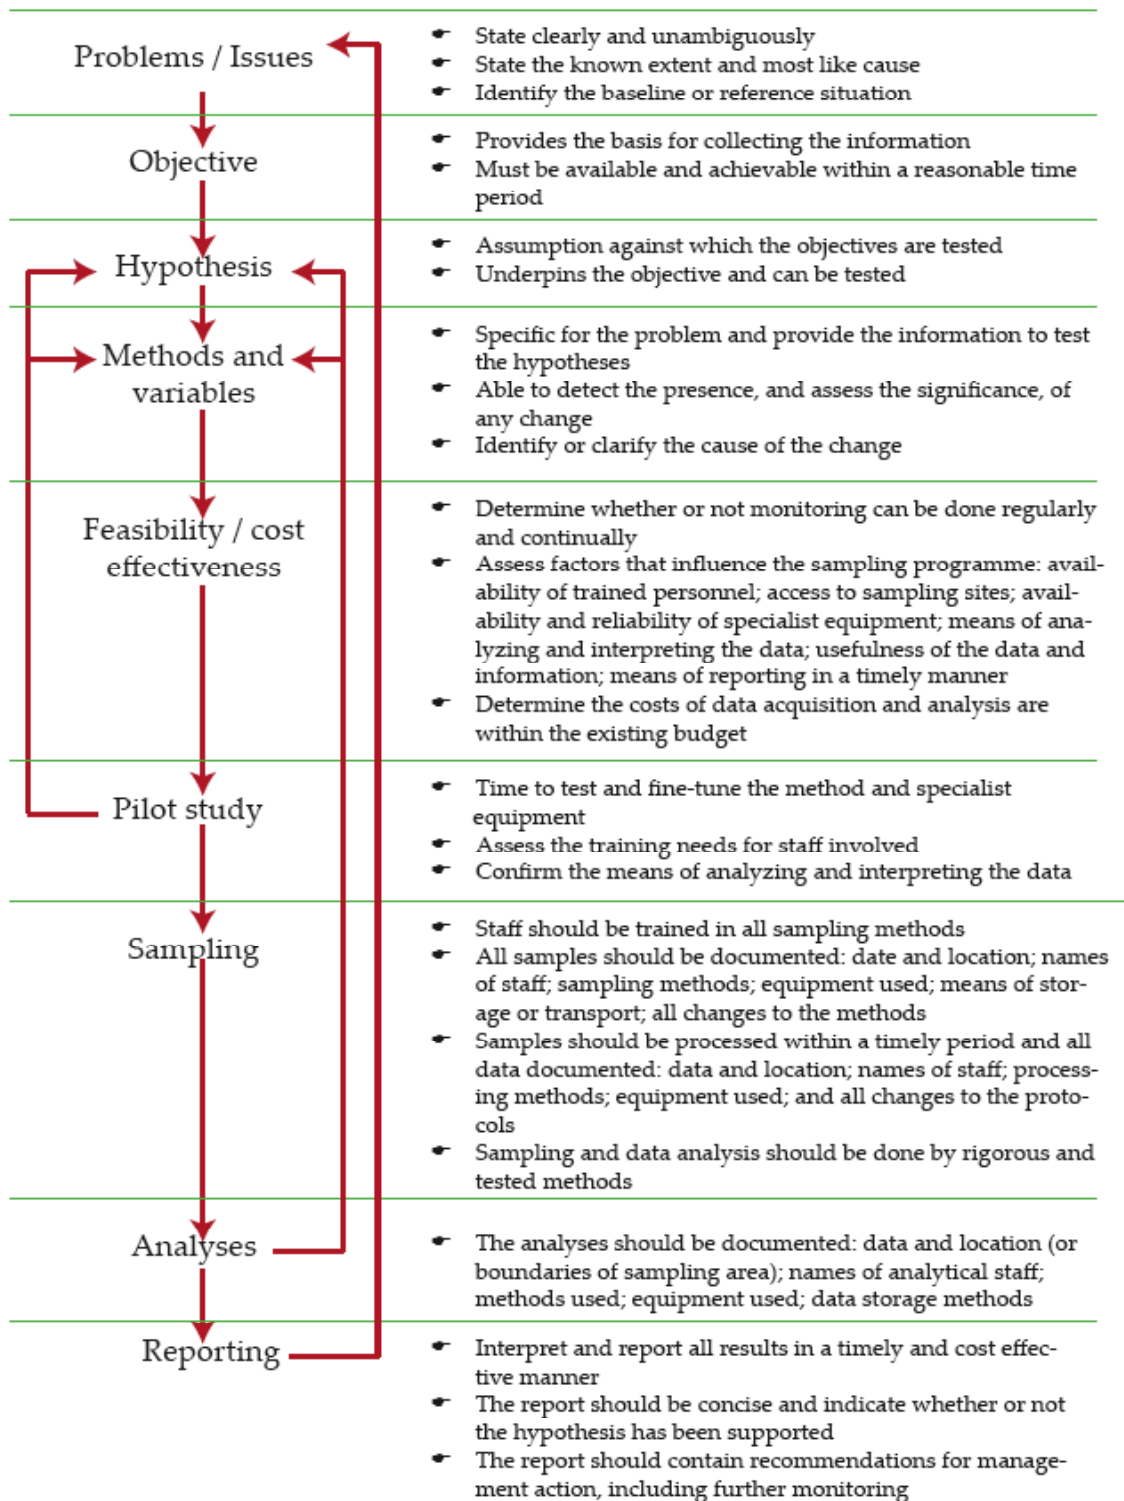 Problems / Issues
☛ State clearly and unambiguously
☛ State the known extent and most like cause
☛ Identify the baseline or reference situation
Objective
☛ Provides the basis for collecting the information
☛ Must be available and achievable within a reasonable time
period
Hypothesis
☛ Assumption against which the objectives are tested
☛ Underpins the objective and can be tested
Methods and
variables
☛ Specific for the problem and provide the information to test
the hypotheses
☛ Able to detect the presence, and assess the significance, of
any change
☛ Identify or clarify the cause of the change
Feasibility / cost
effectiveness
☛ Determine whether or not monitoring can be done regularly
and continually
☛ Assess factors that influence the sampling programme: avail-
ability of trained personnel; access to sampling sites; avail-
ability and reliability of specialist equipment; means of ana-
lyzing and interpreting the data; usefulness of the data and
information; means of reporting in a timely manner
☛ Determine the costs of data acquisition and analysis are
within the existing budget
Pilot study
☛ Time to test and fine-tune the method and specialist
equipment
☛ Assess the training needs for staff involved
☛ Confirm the means of analyzing and interpreting the data
Sampling
☛ Staff should be trained in all sampling methods
☛ All samples should be documented: date and location; names
of staff; sampling methods; equipment used; means of stor-
age or transport; all changes to the methods
☛ Samples should be processed within a timely period and all
data documented: data and location; names of staff; process-
ing methods; equipment used; and all changes to the proto-
cols
☛ Sampling and data analysis should be done by rigorous and
tested methods
Analyses
☛ The analyses should be documented: data and location (or
boundaries of sampling area); names of analytical staff;
methods used; equipment used; data storage methods
Reporting
☛ Interpret and report all results in a timely and cost effec-
tive manner
☛ The report should be concise and indicate whether or not
the hypothesis has been supported
☛ The report should contain recommendations for manage-
ment action, including further monitoring